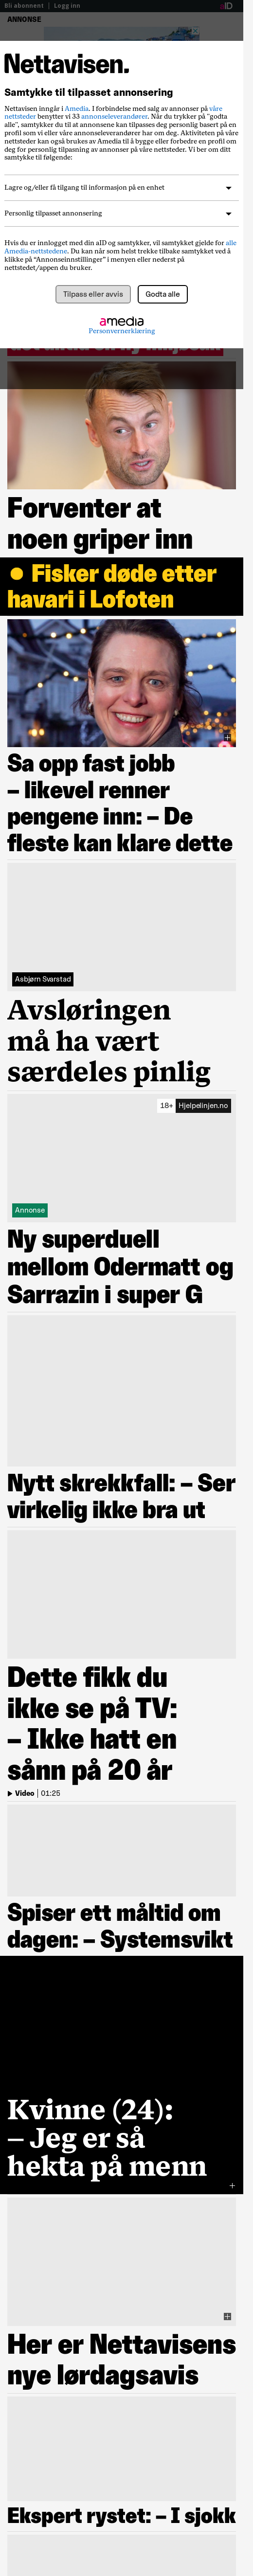 Bli abonnent | Logg inn
aID
ANNONSE
Nettavisen.
Samtykke til tilpasset annonsering
Nettavisen inngår i Amedia. I forbindelse med salg av annonser på våre
nettsteder benytter vi 33 annonseleverandører. Når du trykker på "godta
alle", samtykker du til at annonsene kan tilpasses deg personlig basert på en
profil som vi eller våre annonseleverandører har om deg. Aktiviteten på våre
nettsteder kan også brukes av Amedia til å bygge eller forbedre en profil om
deg for personlig tilpasning av annonser på våre nettsteder. Vi ber om ditt
samtykke til følgende:
Lagre og/eller få tilgang til informasjon på en enhet
Personlig tilpasset annonsering
Hvis du er innlogget med din aID og samtykker, vil samtykket gjelde for alle
Amedia-nettstedene. Du kan når som helst trekke tilbake samtykket ved å
klikke på “Annonseinnstillinger” i menyen eller nederst på
nettstedet/appen du bruker.
Tilpass eller avvis
Godta alle
amedia
Personvernerklæring
Forventer at
noen griper inn
● Fisker døde etter
havari i Lofoten
Sa opp fast jobb
– likevel renner
pengene inn: – De
fleste kan klare dette
Asbjørn Svarstad
Avsløringen
må ha vært
særdeles pinlig
18+ Hjelpelinjen.no
Annonse
Ny superduell
mellom Odermatt og
Sarrazin i super G
Nytt skrekkfall: – Ser
virkelig ikke bra ut
Dette fikk du
ikke se på TV:
– Ikke hatt en
sånn på 20 år
Video | 01:25
Spiser ett måltid om
dagen: – Systemsvikt
Kvinne (24):
– Jeg er så
hekta på menn
Her er Nettavisens
nye lørdagsavis
Ekspert rystet: – I sjokk